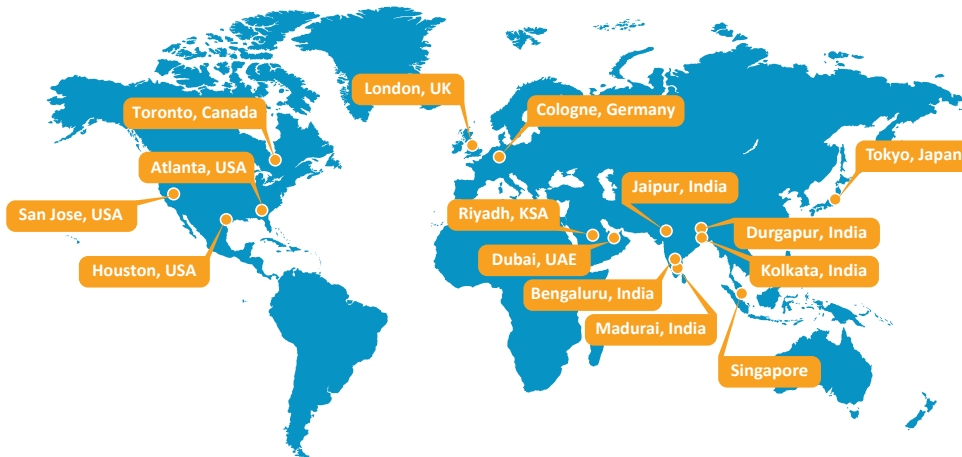 London, UK
Cologne, Germany
Toronto, Canada
Tokyo, Japan
Atlanta, USA
Jaipur, India
San Jose, USA
Riyadh, KSA
Durgapur, India
Dubai, UAE
Houston, USA
Kolkata, India
Bengaluru, India
Madurai, India
Singapore